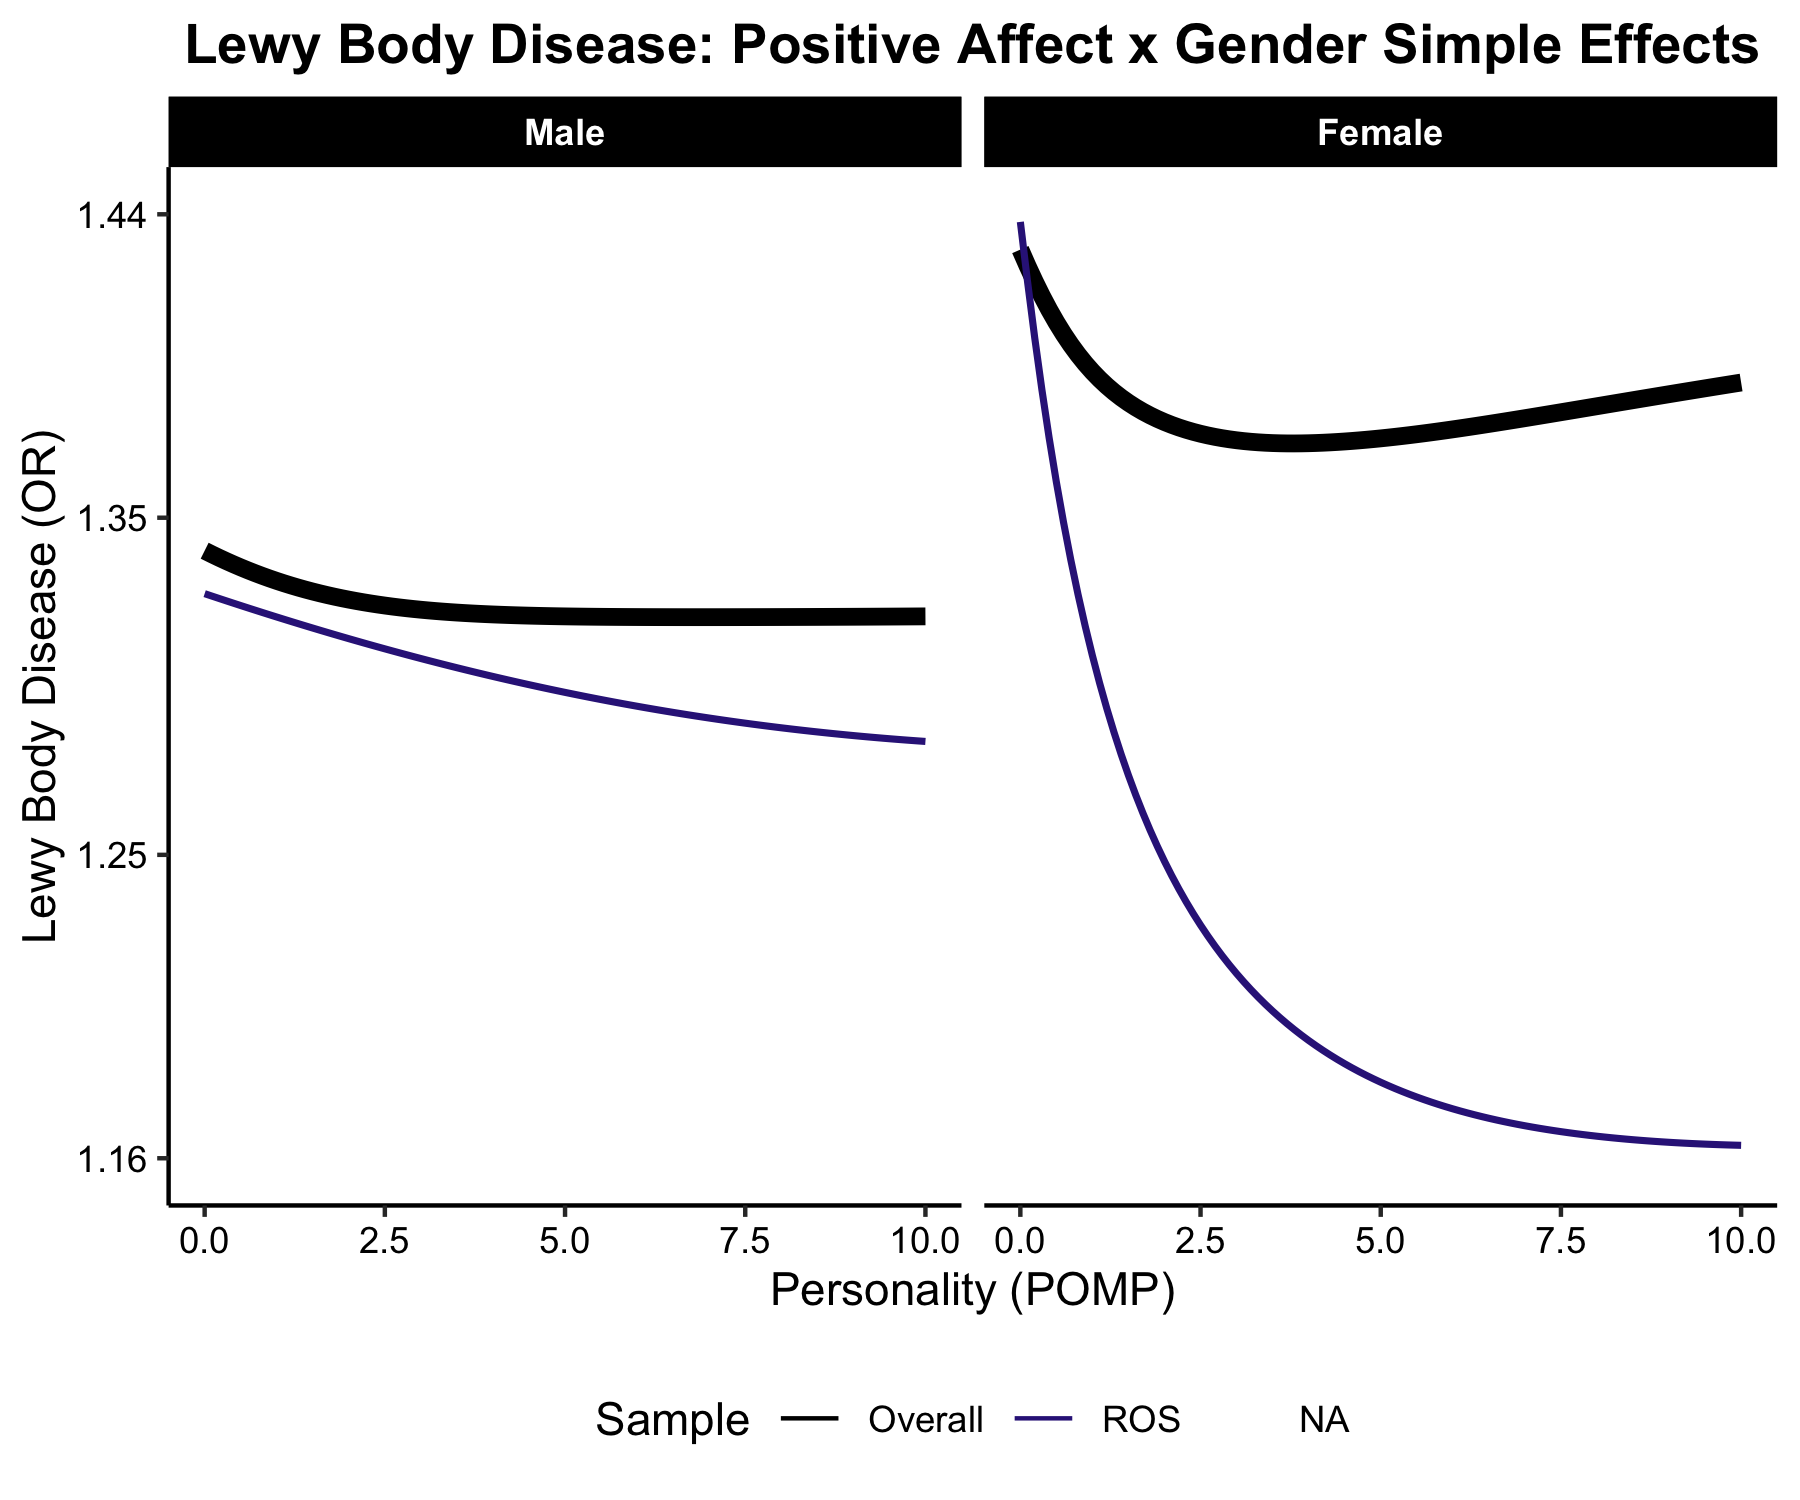 Lewy Body Disease: Positive Affect x Gender Simple Effects
Male
Female
Lewy Body Disease (OR)
1.44
1.35
1.25
1.16
0.0 2.5 5.0 7.5 10.0
0.0 2.5 5.0 7.5 10.0
Personality (POMP)
Sample Overall ROS NA